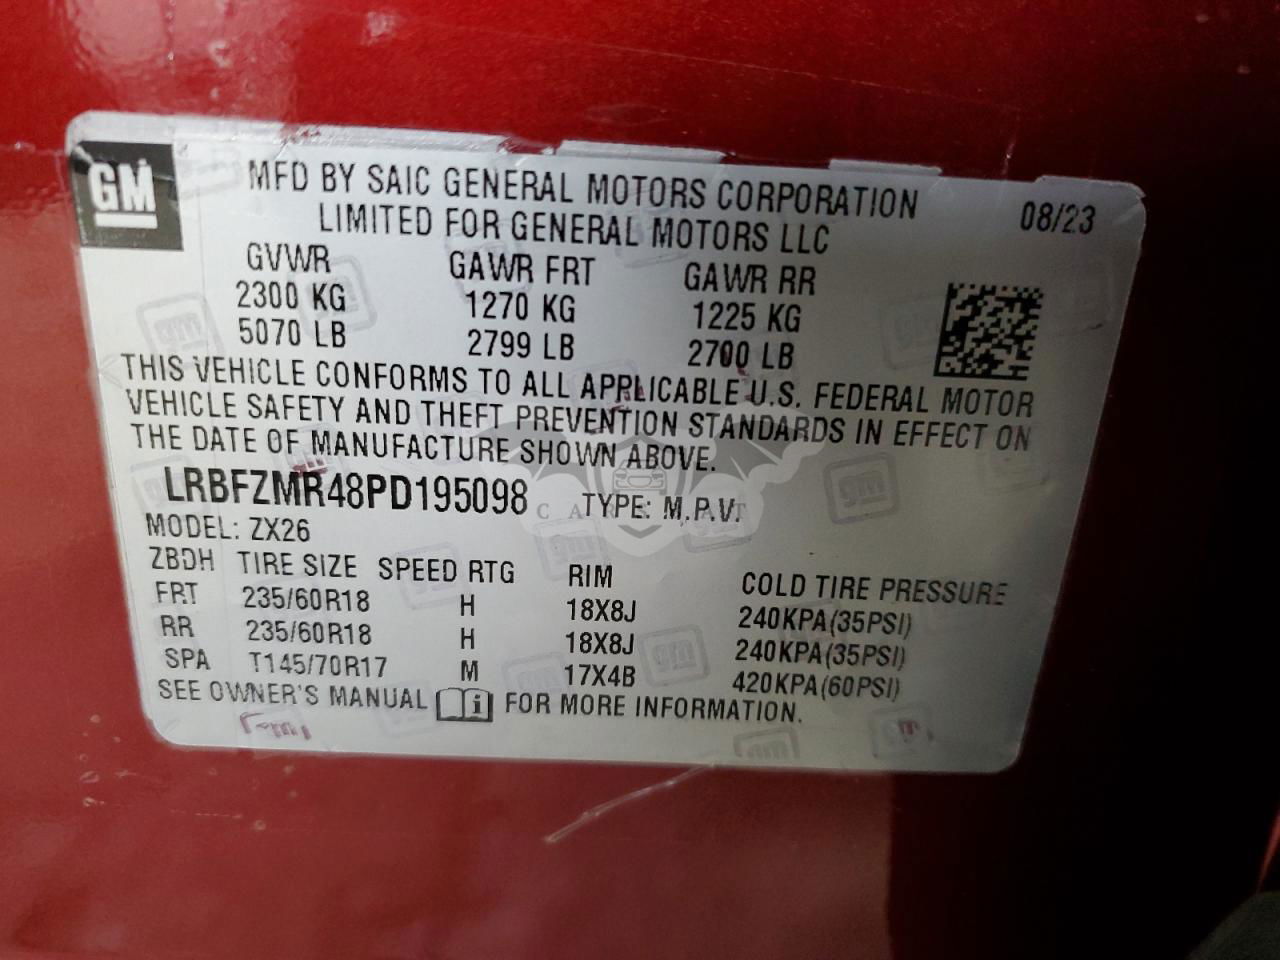 GM
MFD BY SAIC GENERAL MOTORS CORPORATION
LIMITED FOR GENERAL MOTORS LLC
08/23
GVWR GAWR FRT GAWR RR
2300 KG 1270 KG 1225 KG
5070 LB 2799 LB 2700 LB
THIS VEHICLE CONFORMS TO ALL APPLICABLE U.S. FEDERAL MOTOR
VEHICLE SAFETY AND THEFT PREVENTION STANDARDS IN EFFECT ON
THE DATE OF MANUFACTURE SHOWN ABOVE.
LRBFZMR48PD195098 TYPE: M.P.V.
MODEL: ZX26
ZBDH TIRE SIZE SPEED RTG RIM COLD TIRE PRESSURE
FRT 235/60R18 H 18X8J 240KPA(35PSI)
RR 235/60R18 H 18X8J 240KPA(35PSI)
SPA T145/70R17 M 17X4B 420KPA(60PSI)
SEE OWNER'S MANUAL i FOR MORE INFORMATION.